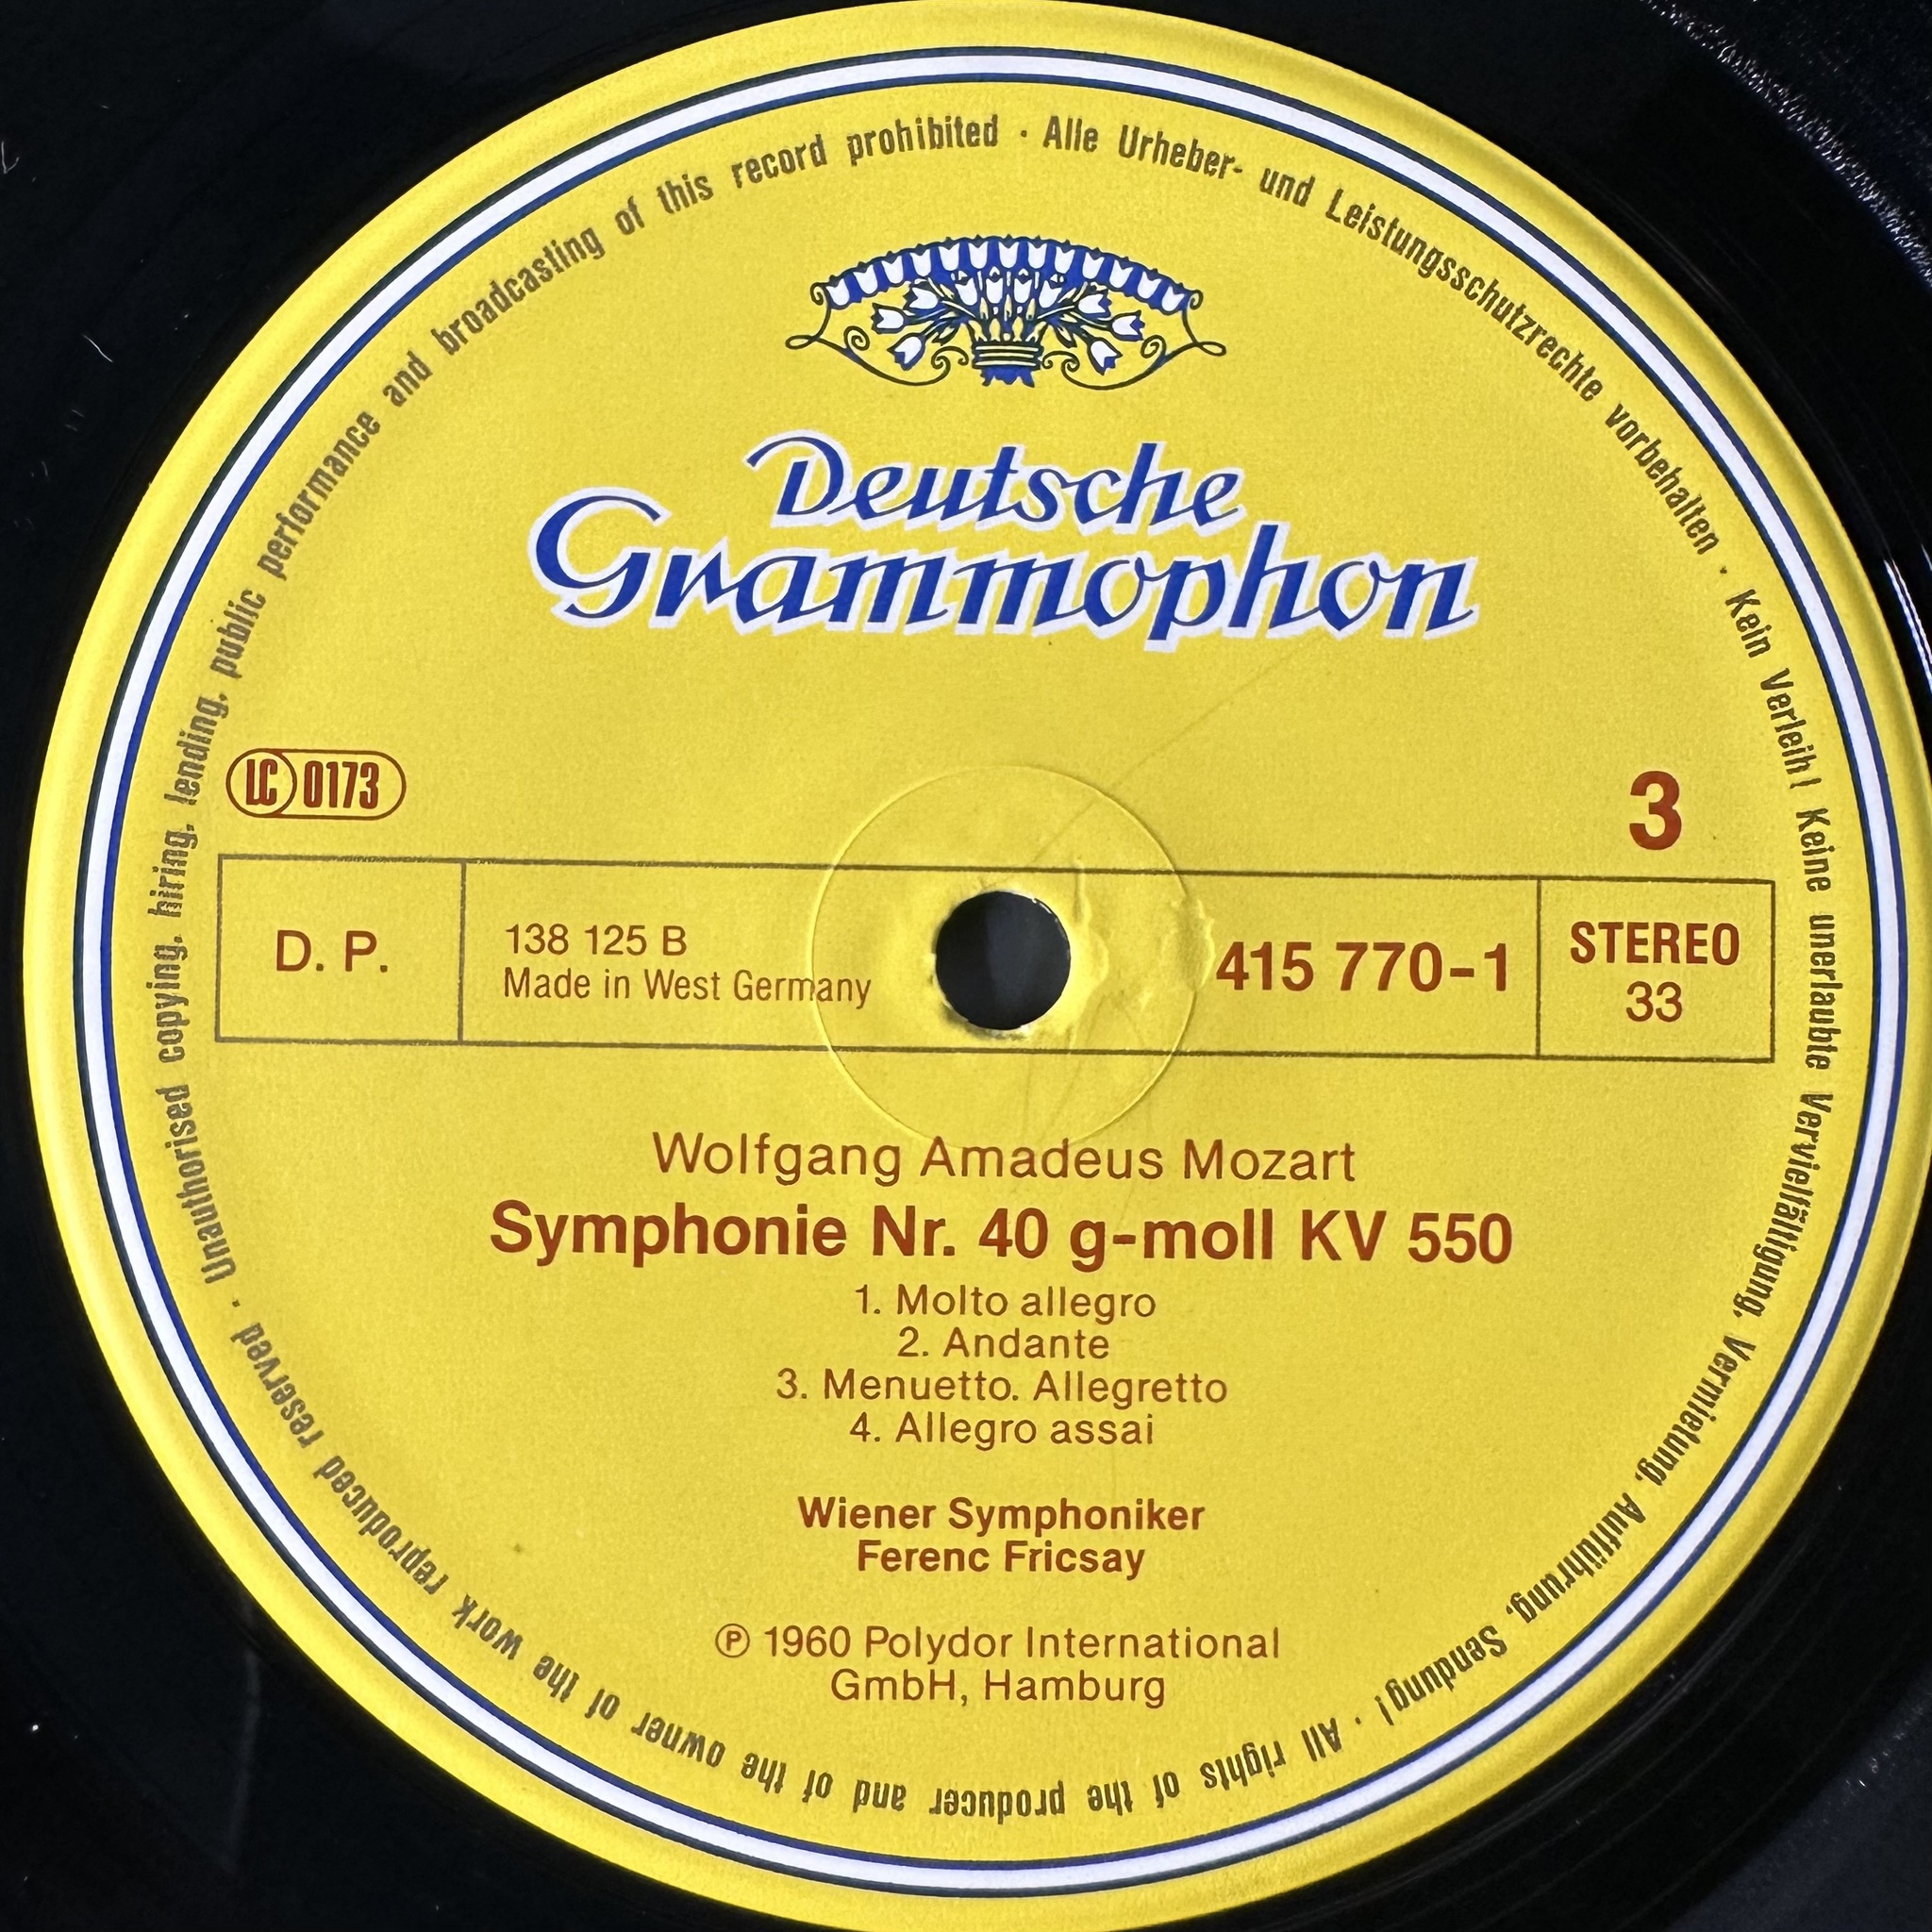 Deutsche
Grammophon
LC 0173
3
D. P.
138 125 B
Made in West Germany
415 770-1
STEREO
33
Wolfgang Amadeus Mozart
Symphonie Nr. 40 g-moll KV 550
1. Molto allegro
2. Andante
3. Menuetto. Allegretto
4. Allegro assai
Wiener Symphoniker
Ferenc Fricsay
℗ 1960 Polydor International
GmbH, Hamburg
Alle Urheber- und Leistungsschutzrechte vorbehalten · Kein Verleih! Keine unerlaubte Vervielfältigung, Vermietung, Aufführung, Sendung! · All rights of the producer and of the owner of the work reproduced reserved · Unauthorised copying, hiring, lending, public performance and broadcasting of this record prohibited ·